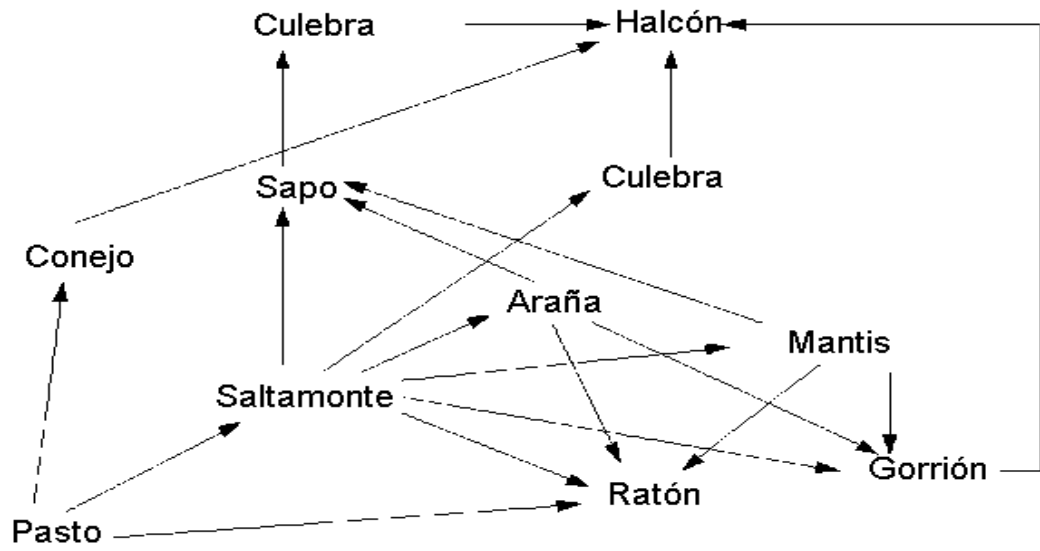 Culebra
Halcón
Culebra
Sapo
Conejo
Araña
Mantis
Saltamonte
Gorrión
Ratón
Pasto